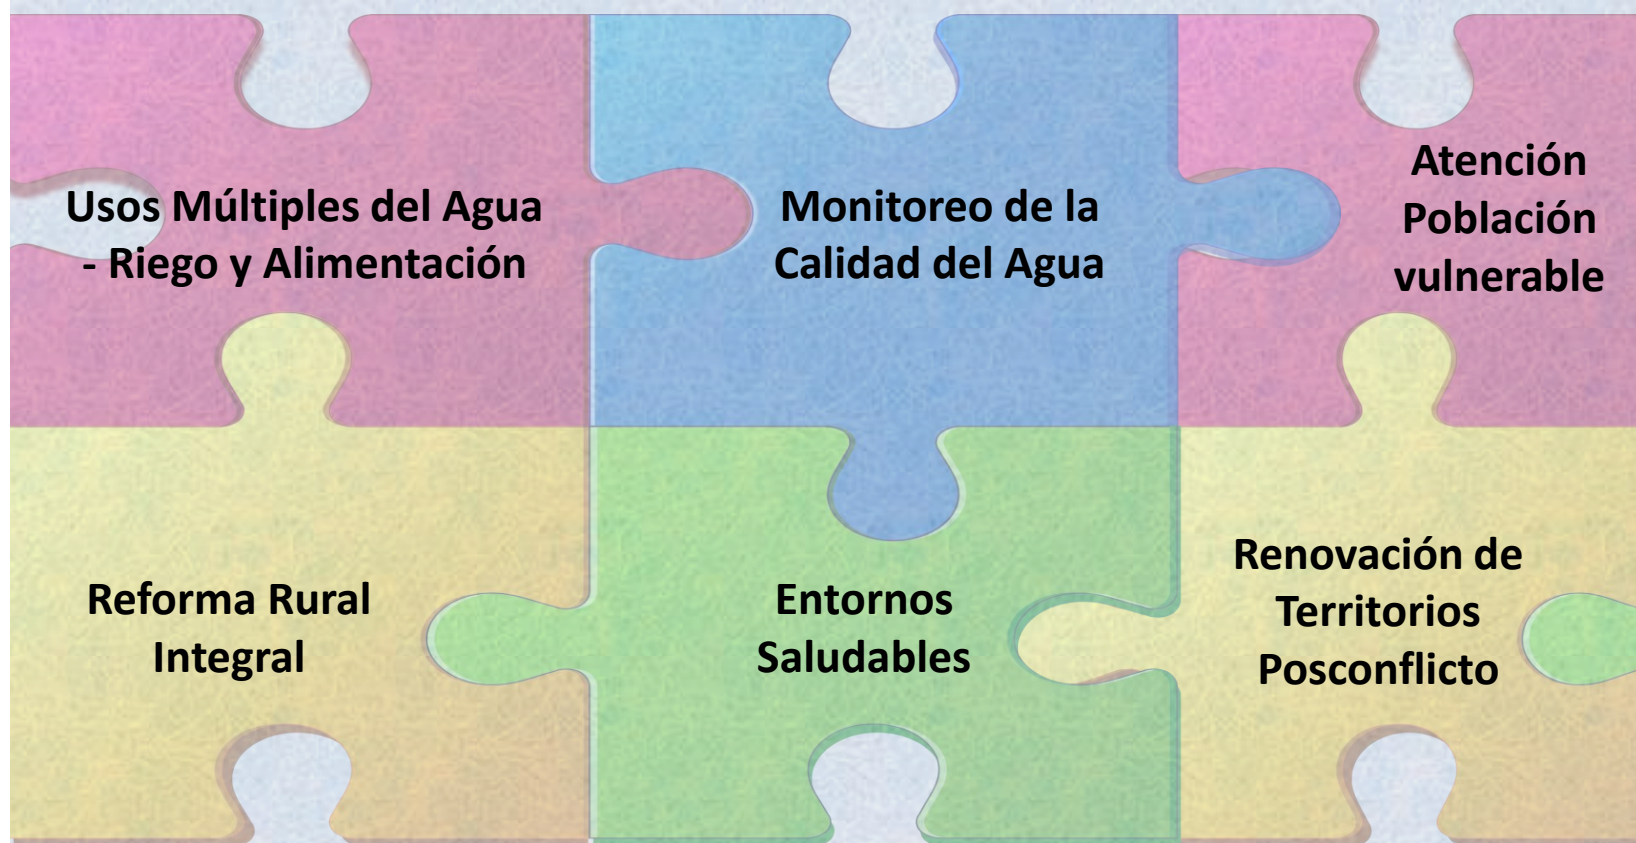 Usos Múltiples del Agua
- Riego y Alimentación
Monitoreo de la
Calidad del Agua
Atención
Población
vulnerable
Reforma Rural
Integral
Entornos
Saludables
Renovación de
Territorios
Posconflicto